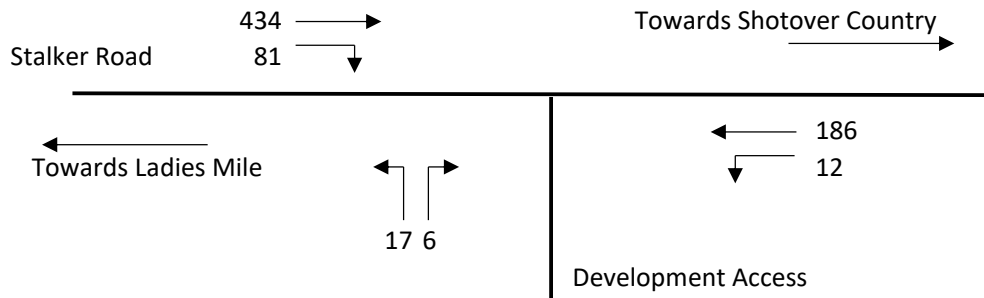 434
Towards Shotover Country
Stalker Road
81
186
Towards Ladies Mile
12
17 6
Development Access